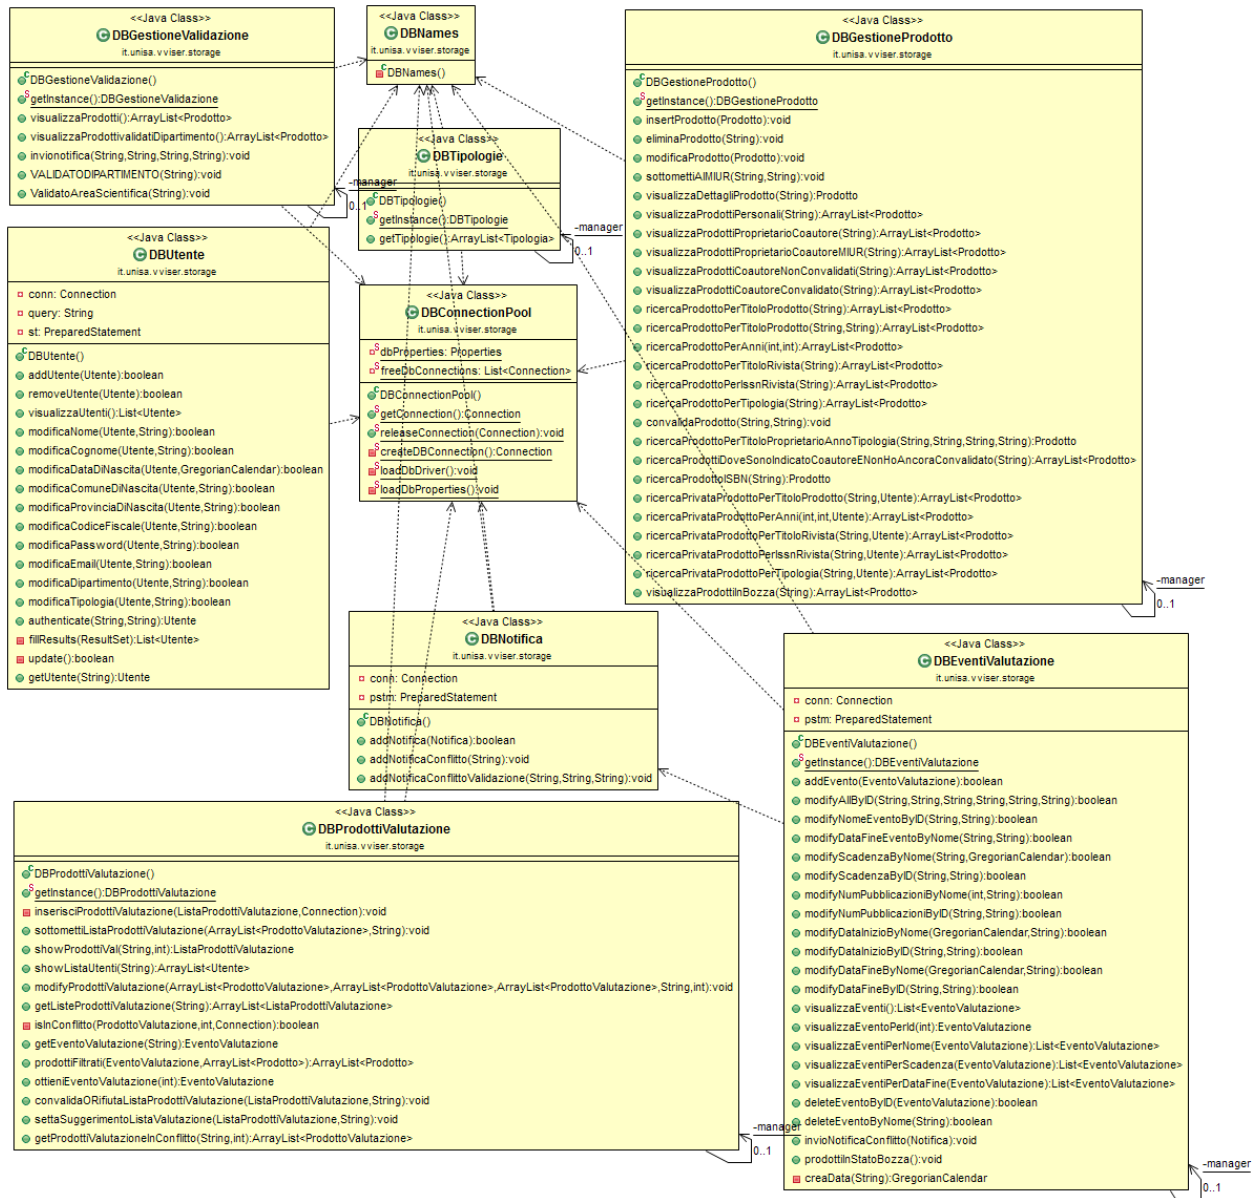 <<Java Class>>
DBGestioneValidazione
it.unisa.vviser.storage
DBGestioneValidazione()
getInstance():DBGestioneValidazione
visualizzaProdotti():ArrayList<Prodotto>
visualizzaProdottivalidatiDipartimento():ArrayList<Prodotto>
invionotifica(String,String,String,String):void
VALIDATODIPARTIMENTO(String):void
ValidatoAreaScientifica(String):void
-manager
0..1
<<Java Class>>
DBNames
it.unisa.vviser.storage
DBNames()
<<Java Class>>
DBTipologie
it.unisa.vviser.storage
DBTipologie()
getInstance():DBTipologie
getTipologie():ArrayList<Tipologia>
-manager
0..1
<<Java Class>>
DBGestioneProdotto
it.unisa.vviser.storage
DBGestioneProdotto()
getInstance():DBGestioneProdotto
insertProdotto(Prodotto):void
eliminaProdotto(String):void
modificaProdotto(Prodotto):void
sottomettiAlMIUR(String,String):void
visualizzaDettagliProdotto(String):Prodotto
visualizzaProdottiPersonali(String):ArrayList<Prodotto>
visualizzaProdottiProprietarioCoautore(String):ArrayList<Prodotto>
visualizzaProdottiProprietarioCoautoreMIUR(String):ArrayList<Prodotto>
visualizzaProdottiCoautoreNonConvalidati(String):ArrayList<Prodotto>
visualizzaProdottiCoautoreConvalidato(String):ArrayList<Prodotto>
ricercaProdottoPerTitoloProdotto(String):ArrayList<Prodotto>
ricercaProdottoPerTitoloProdotto(String,String):ArrayList<Prodotto>
ricercaProdottoPerAnni(int,int):ArrayList<Prodotto>
ricercaProdottoPerTitoloRivista(String):ArrayList<Prodotto>
ricercaProdottoPerIssnRivista(String):ArrayList<Prodotto>
ricercaProdottoPerTipologia(String):ArrayList<Prodotto>
convalidaProdotto(String,String):void
ricercaProdottoPerTitoloProprietarioAnnoTipologia(String,String,String,String):Prodotto
ricercaProdottiDoveSonoIndicatoCoautoreENonHoAncoraConvalidato(String):ArrayList<Prodotto>
ricercaProdottoISBN(String):Prodotto
ricercaPrivataProdottoPerTitoloProdotto(String,Utente):ArrayList<Prodotto>
ricercaPrivataProdottoPerAnni(int,int,Utente):ArrayList<Prodotto>
ricercaPrivataProdottoPerTitoloRivista(String,Utente):ArrayList<Prodotto>
ricercaPrivataProdottoPerIssnRivista(String,Utente):ArrayList<Prodotto>
ricercaPrivataProdottoPerTipologia(String,Utente):ArrayList<Prodotto>
visualizzaProdottiInBozza(String):ArrayList<Prodotto>
-manager
0..1
<<Java Class>>
DBUtente
it.unisa.vviser.storage
conn: Connection
query: String
st: PreparedStatement
DBUtente()
addUtente(Utente):boolean
removeUtente(Utente):boolean
visualizzaUtenti():List<Utente>
modificaNome(Utente,String):boolean
modificaCognome(Utente,String):boolean
modificaDataDiNascita(Utente,GregorianCalendar):boolean
modificaComuneDiNascita(Utente,String):boolean
modificaProvinciaDiNascita(Utente,String):boolean
modificaCodiceFiscale(Utente,String):boolean
modificaPassword(Utente,String):boolean
modificaEmail(Utente,String):boolean
modificaDipartimento(Utente,String):boolean
modificaTipologia(Utente,String):boolean
authenticate(String,String):Utente
fillResults(ResultSet):List<Utente>
update():boolean
getUtente(String):Utente
<<Java Class>>
DBConnectionPool
it.unisa.vviser.storage
dbProperties: Properties
freeDbConnections: List<Connection>
DBConnectionPool()
getConnection():Connection
releaseConnection(Connection):void
createDBConnection():Connection
loadDbDriver():void
loadDbProperties():void
<<Java Class>>
DBNotifica
it.unisa.vviser.storage
conn: Connection
pstm: PreparedStatement
DBNotifica()
addNotifica(Notifica):boolean
addNotificaConflitto(String):void
addNotificaConflittoValidazione(String,String,String):void
<<Java Class>>
DBEventiValutazione
it.unisa.vviser.storage
conn: Connection
pstm: PreparedStatement
DBEventiValutazione()
getInstance():DBEventiValutazione
addEvento(EventoValutazione):boolean
modifyAllByID(String,String,String,String,String,String):boolean
modifyNomeEventoByID(String,String):boolean
modifyDataFineEventoByNome(String,String):boolean
modifyScadenzaByNome(String,GregorianCalendar):boolean
modifyScadenzaByID(String,String):boolean
modifyNumPubblicazioniByNome(int,String):boolean
modifyNumPubblicazioniByID(String,String):boolean
modifyDataInizioByNome(GregorianCalendar,String):boolean
modifyDataInizioByID(String,String):boolean
modifyDataFineByNome(GregorianCalendar,String):boolean
modifyDataFineByID(String,String):boolean
visualizzaEventi():List<EventoValutazione>
visualizzaEventoPerId(int):EventoValutazione
visualizzaEventiPerNome(EventoValutazione):List<EventoValutazione>
visualizzaEventiPerScadenza(EventoValutazione):List<EventoValutazione>
visualizzaEventiPerDataFine(EventoValutazione):List<EventoValutazione>
deleteEventoByID(EventoValutazione):boolean
deleteEventoByNome(String):boolean
invioNotificaConflitto(Notifica):void
prodottiInStatoBozza():void
creaData(String):GregorianCalendar
-manager
0..1
<<Java Class>>
DBProdottiValutazione
it.unisa.vviser.storage
DBProdottiValutazione()
getInstance():DBProdottiValutazione
inserisciProdottiValutazione(ListaProdottiValutazione,Connection):void
sottomettiListaProdottiValutazione(ArrayList<ProdottoValutazione>,String):void
showProdottiVal(String,int):ListaProdottiValutazione
showListaUtenti(String):ArrayList<Utente>
modifyProdottiValutazione(ArrayList<ProdottoValutazione>,ArrayList<ProdottoValutazione>,ArrayList<ProdottoValutazione>,String,int):void
getListeProdottiValutazione(String):ArrayList<ListaProdottiValutazione>
isInConflitto(ProdottoValutazione,int,Connection):boolean
getEventoValutazione(String):EventoValutazione
prodottiFiltrati(EventoValutazione,ArrayList<Prodotto>):ArrayList<Prodotto>
ottieniEventoValutazione(int):EventoValutazione
convalidaORifiutaListaProdottiValutazione(ListaProdottiValutazione,String):void
settaSuggerimentoListaValutazione(ListaProdottiValutazione,String):void
getProdottiValutazioneInConflitto(String,int):ArrayList<ProdottoValutazione>
-manager
0..1